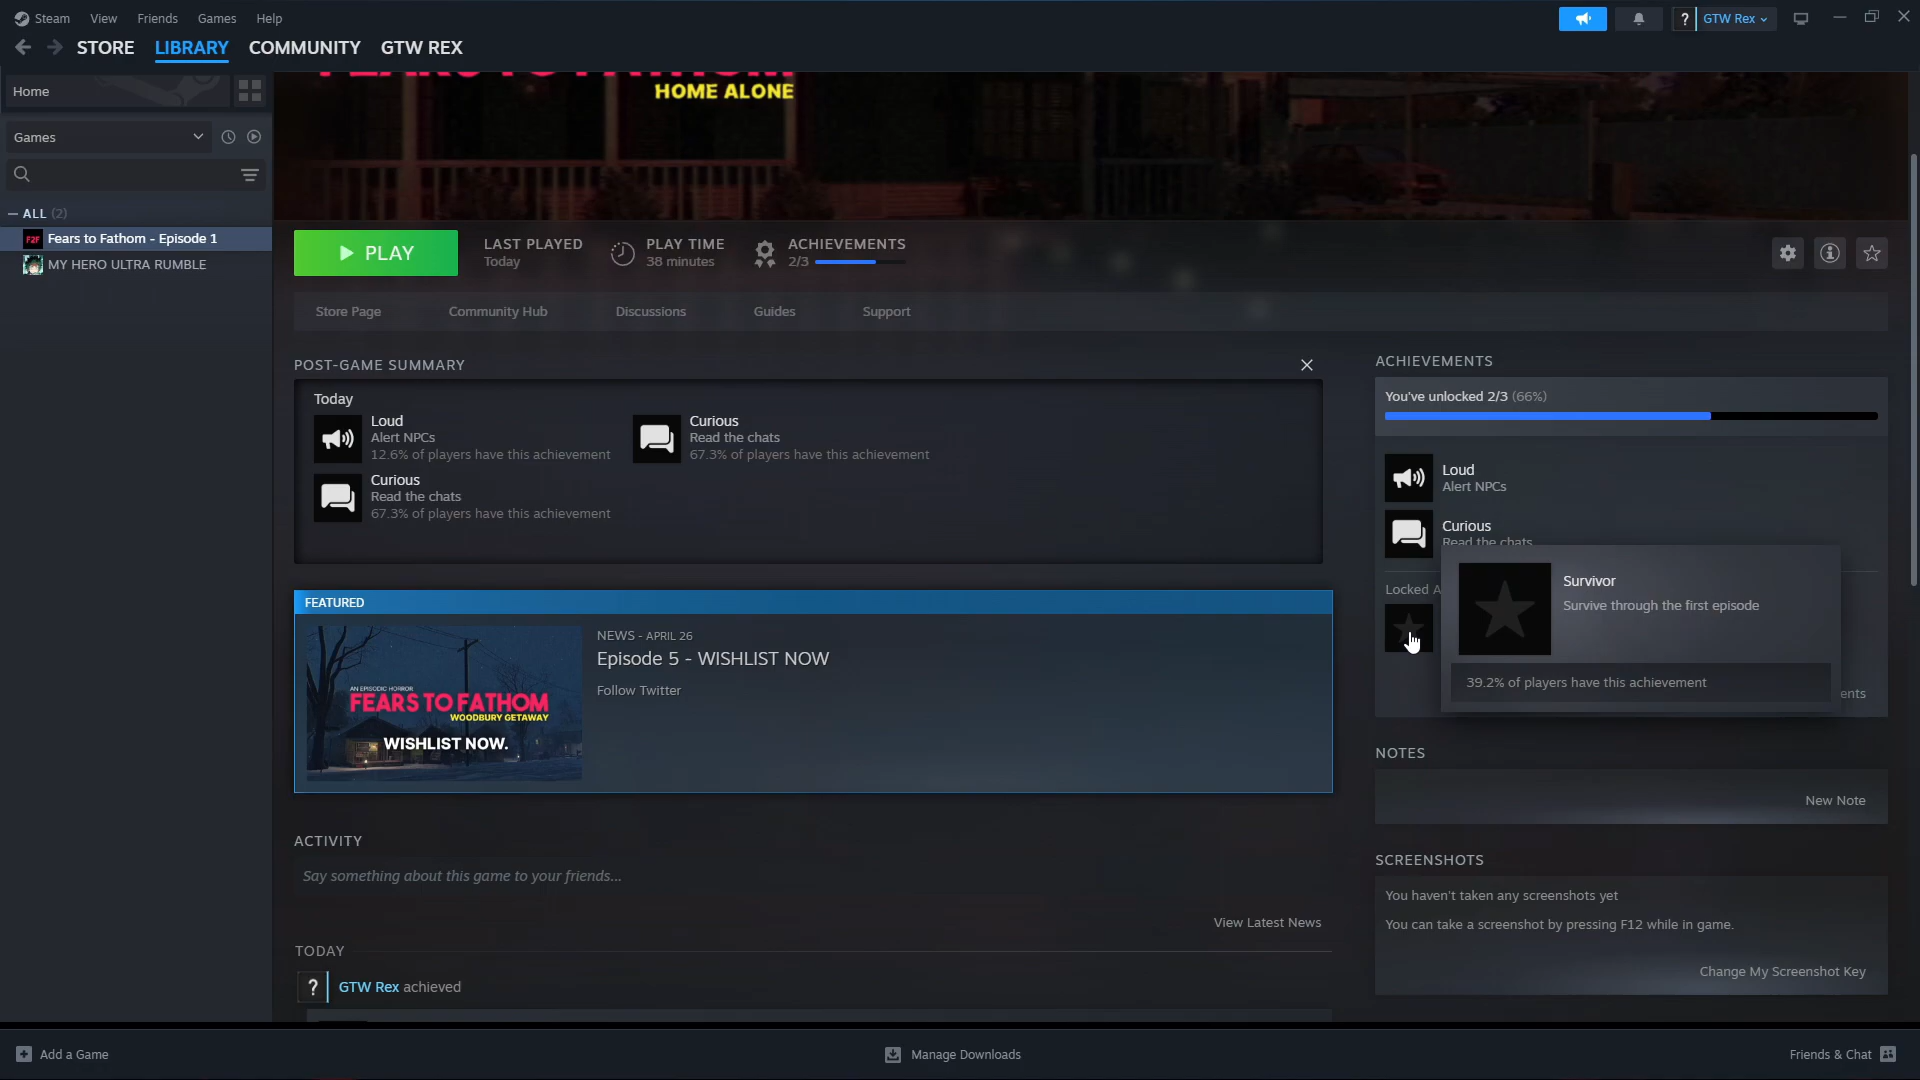 Steam View Friends Games Help
? GTW Rex
STORE LIBRARY COMMUNITY GTW REX
Home
Games
ALL (2)
F2F Fears to Fathom - Episode 1
MY HERO ULTRA RUMBLE
FEARS TO FATHOM
HOME ALONE
PLAY
LAST PLAYED
Today
PLAY TIME
38 minutes
ACHIEVEMENTS
2/3
Store Page Community Hub Discussions Guides Support
POST-GAME SUMMARY
Today
Loud
Alert NPCs
12.6% of players have this achievement
Curious
Read the chats
67.3% of players have this achievement
Curious
Read the chats
67.3% of players have this achievement
FEATURED
AN EPISODIC HORROR
FEARS TO FATHOM
WOODBURY GETAWAY
WISHLIST NOW.
NEWS - APRIL 26
Episode 5 - WISHLIST NOW
Follow Twitter
ACTIVITY
Say something about this game to your friends...
View Latest News
TODAY
? GTW Rex achieved
ACHIEVEMENTS
You've unlocked 2/3 (66%)
Loud
Alert NPCs
Curious
Read the chats
Locked A
Survivor
Survive through the first episode
39.2% of players have this achievement
ents
NOTES
New Note
SCREENSHOTS
You haven't taken any screenshots yet
You can take a screenshot by pressing F12 while in game.
Change My Screenshot Key
Add a Game
Manage Downloads
Friends & Chat